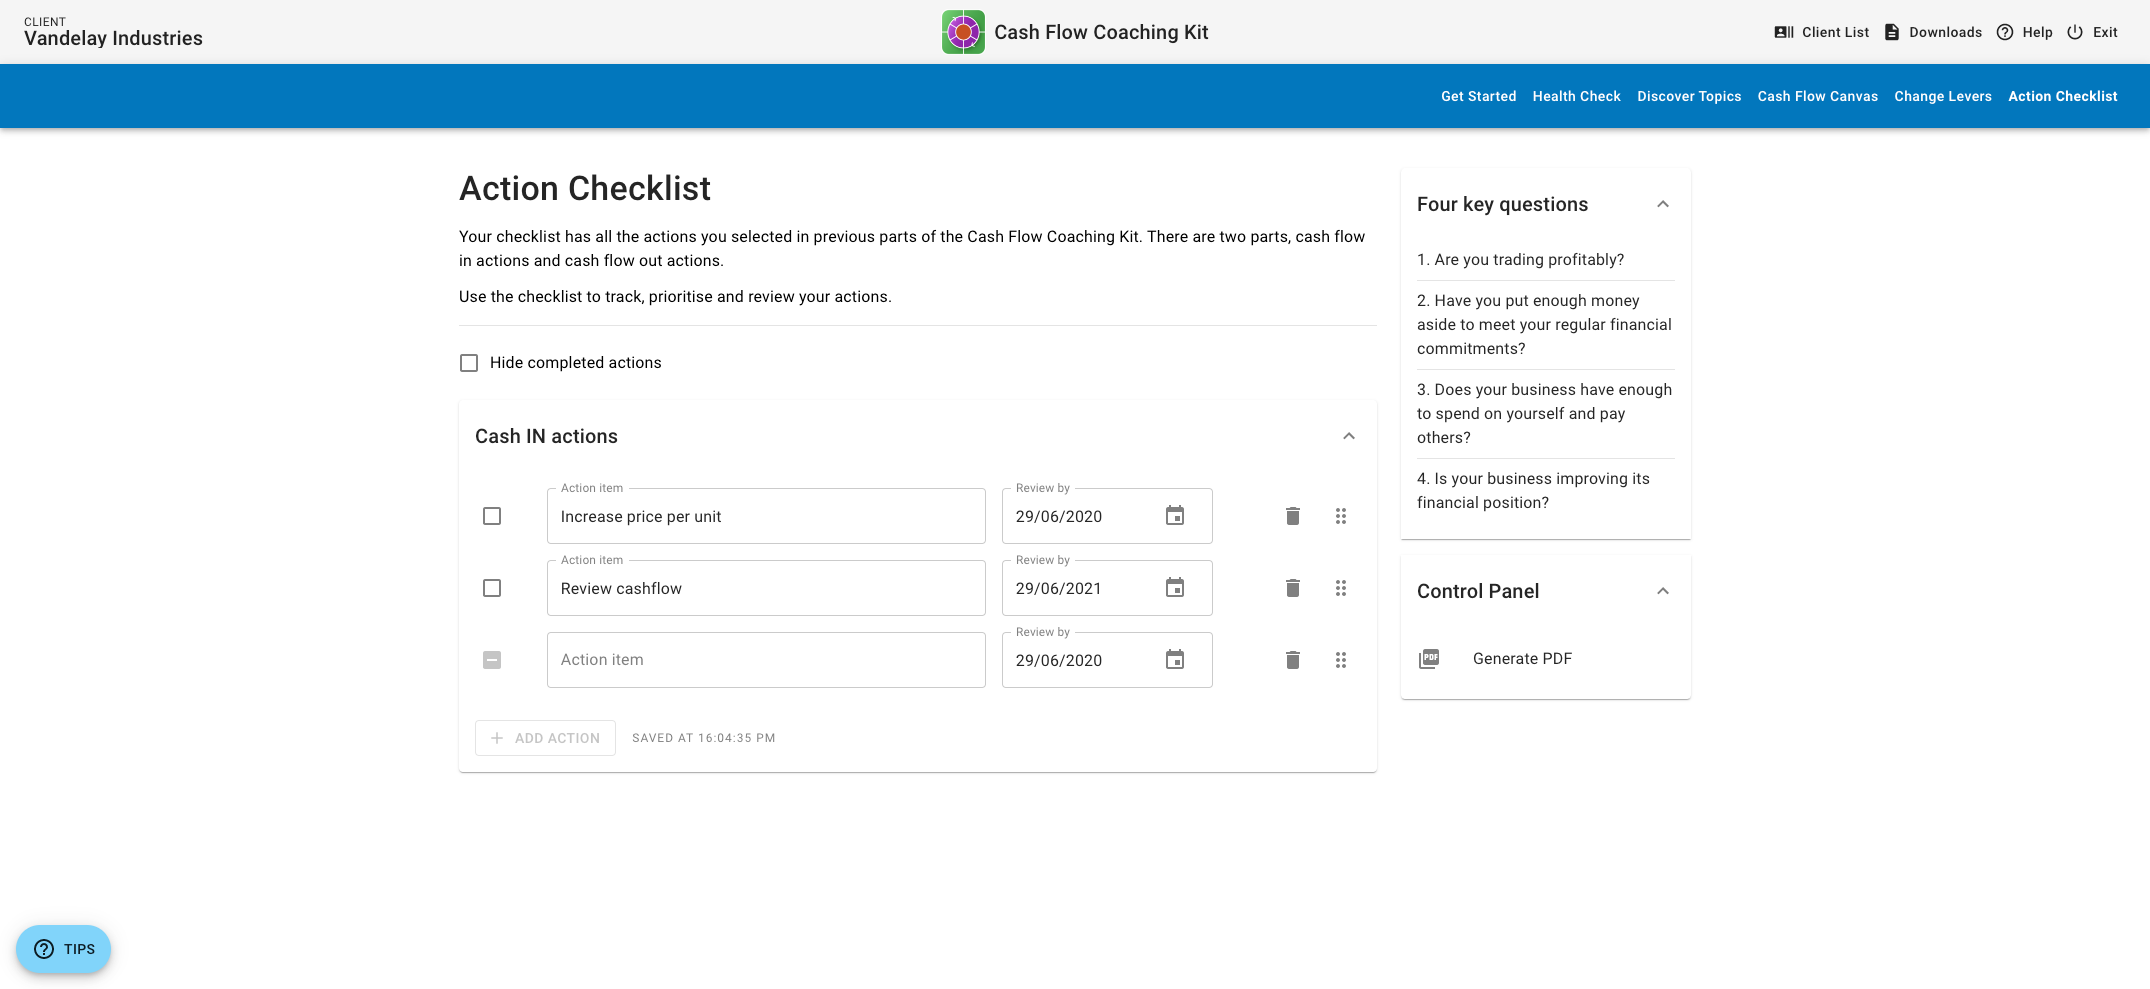 CLIENT
Vandelay Industries
Cash Flow Coaching Kit
Client List
Downloads
Help
Exit
Get Started
Health Check
Discover Topics
Cash Flow Canvas
Change Levers
Action Checklist
Action Checklist
Your checklist has all the actions you selected in previous parts of the Cash Flow Coaching Kit. There are two parts, cash flow
in actions and cash flow out actions.
Use the checklist to track, prioritise and review your actions.
Hide completed actions
Cash IN actions
Action item
Increase price per unit
Review by
29/06/2020
Action item
Review cashflow
Review by
29/06/2021
Action item
Review by
29/06/2020
ADD ACTION
SAVED AT 16:04:35 PM
Four key questions
1. Are you trading profitably?
2. Have you put enough money
aside to meet your regular financial
commitments?
3. Does your business have enough
to spend on yourself and pay
others?
4. Is your business improving its
financial position?
Control Panel
PDF
Generate PDF
TIPS